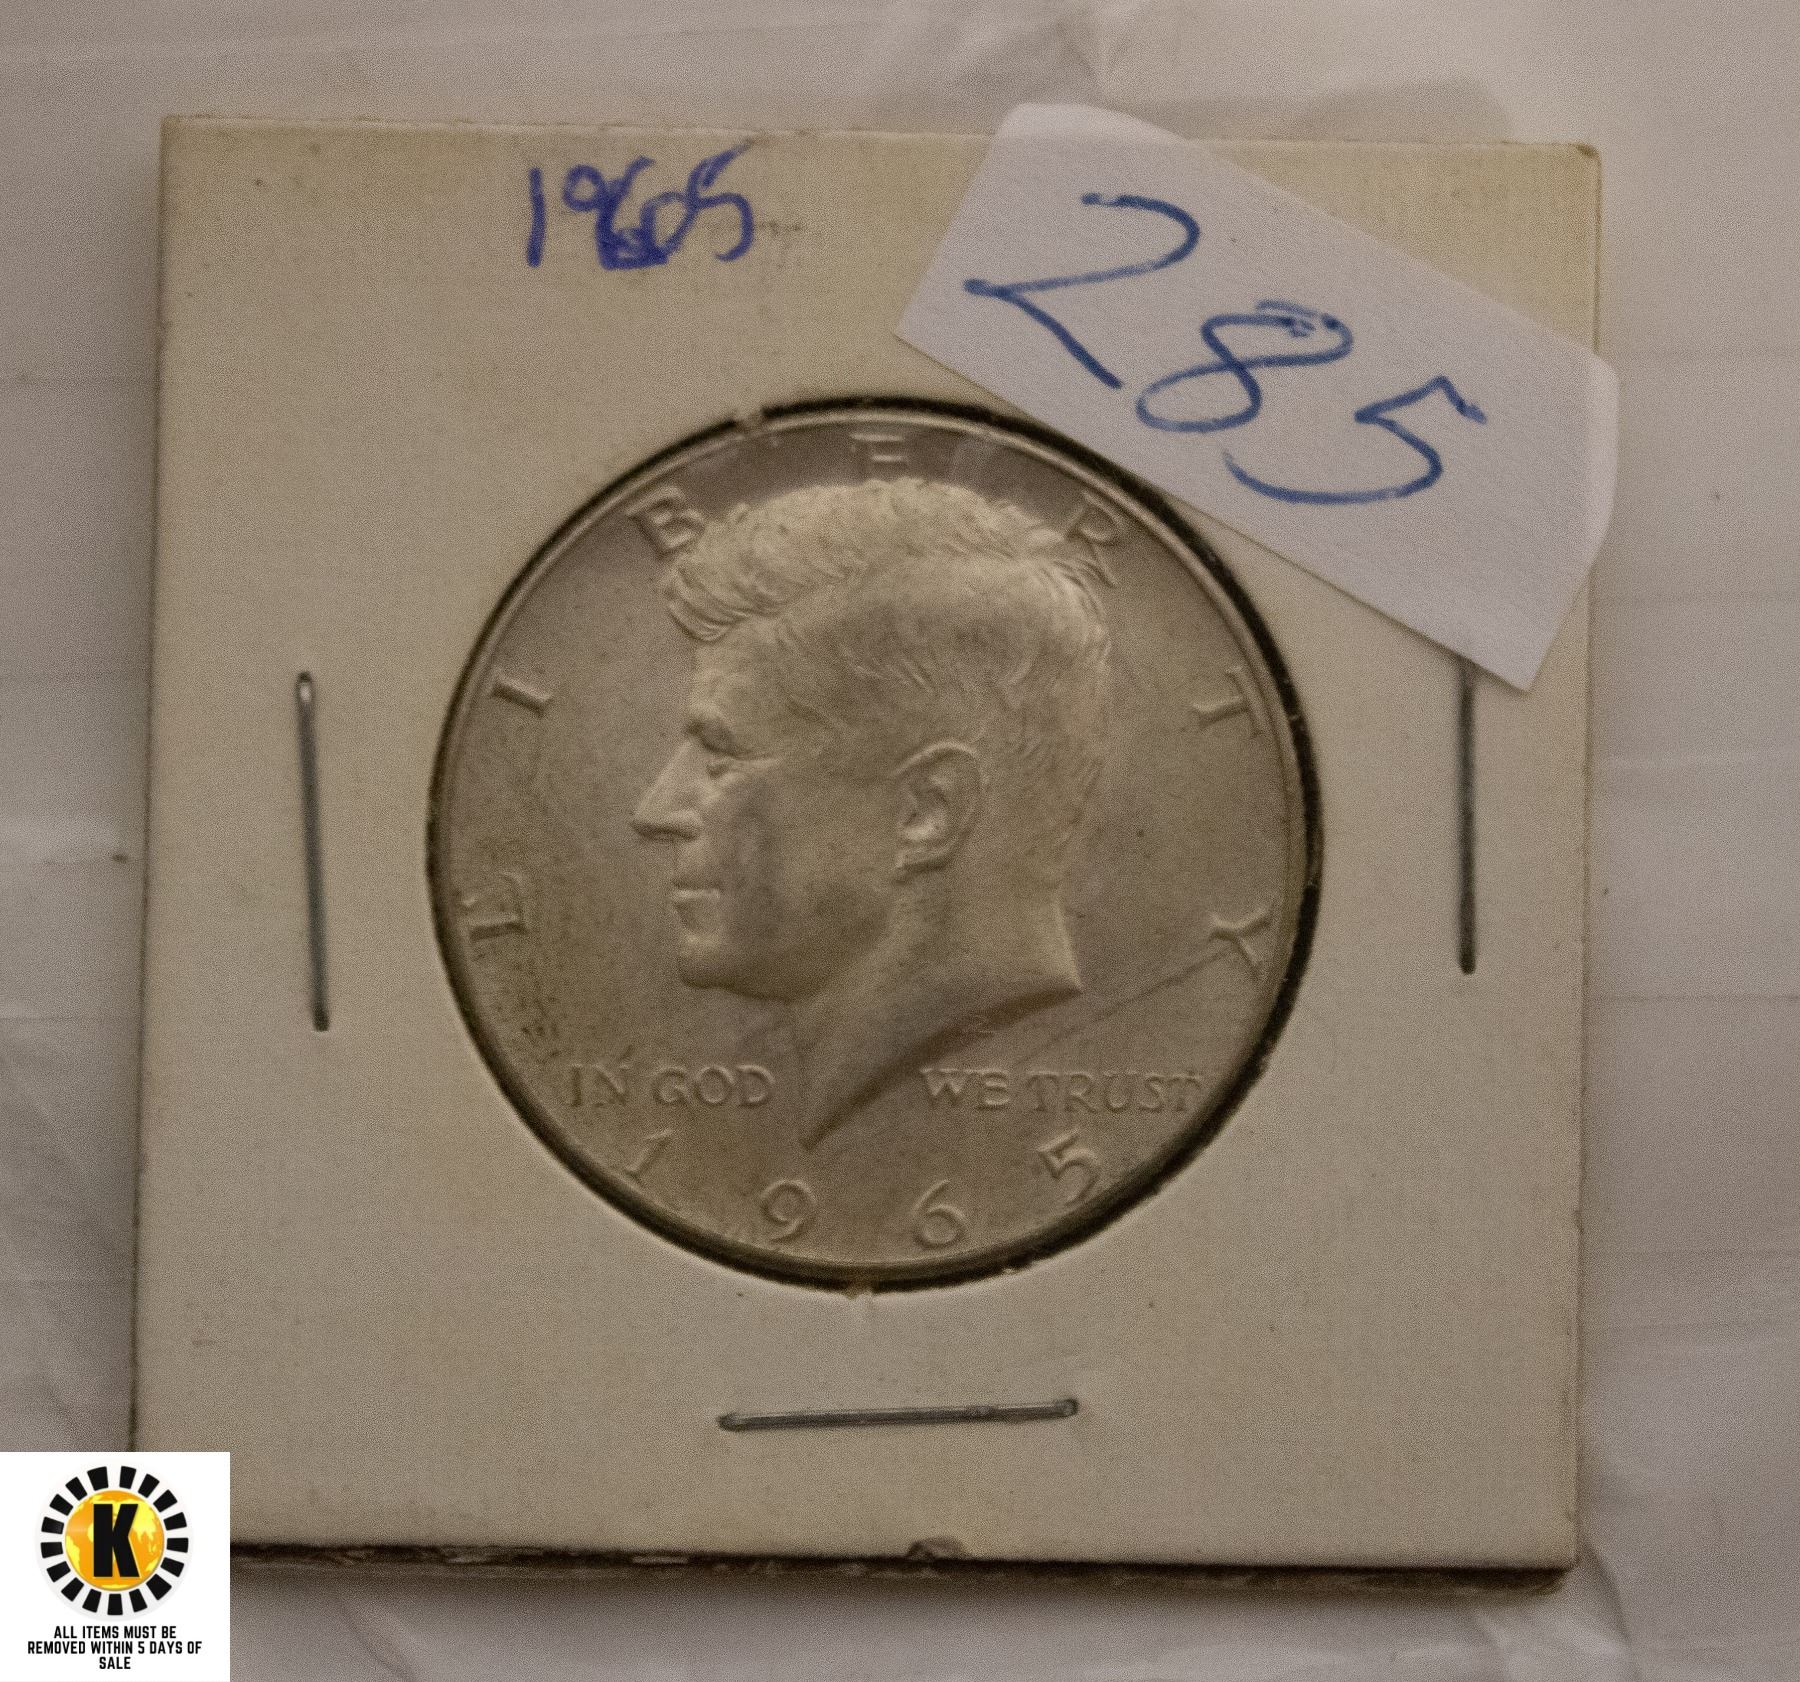 1965
285
LIBERTY
IN GOD WE TRUST
1965
K
ALL ITEMS MUST BE
REMOVED WITHIN 5 DAYS OF
SALE